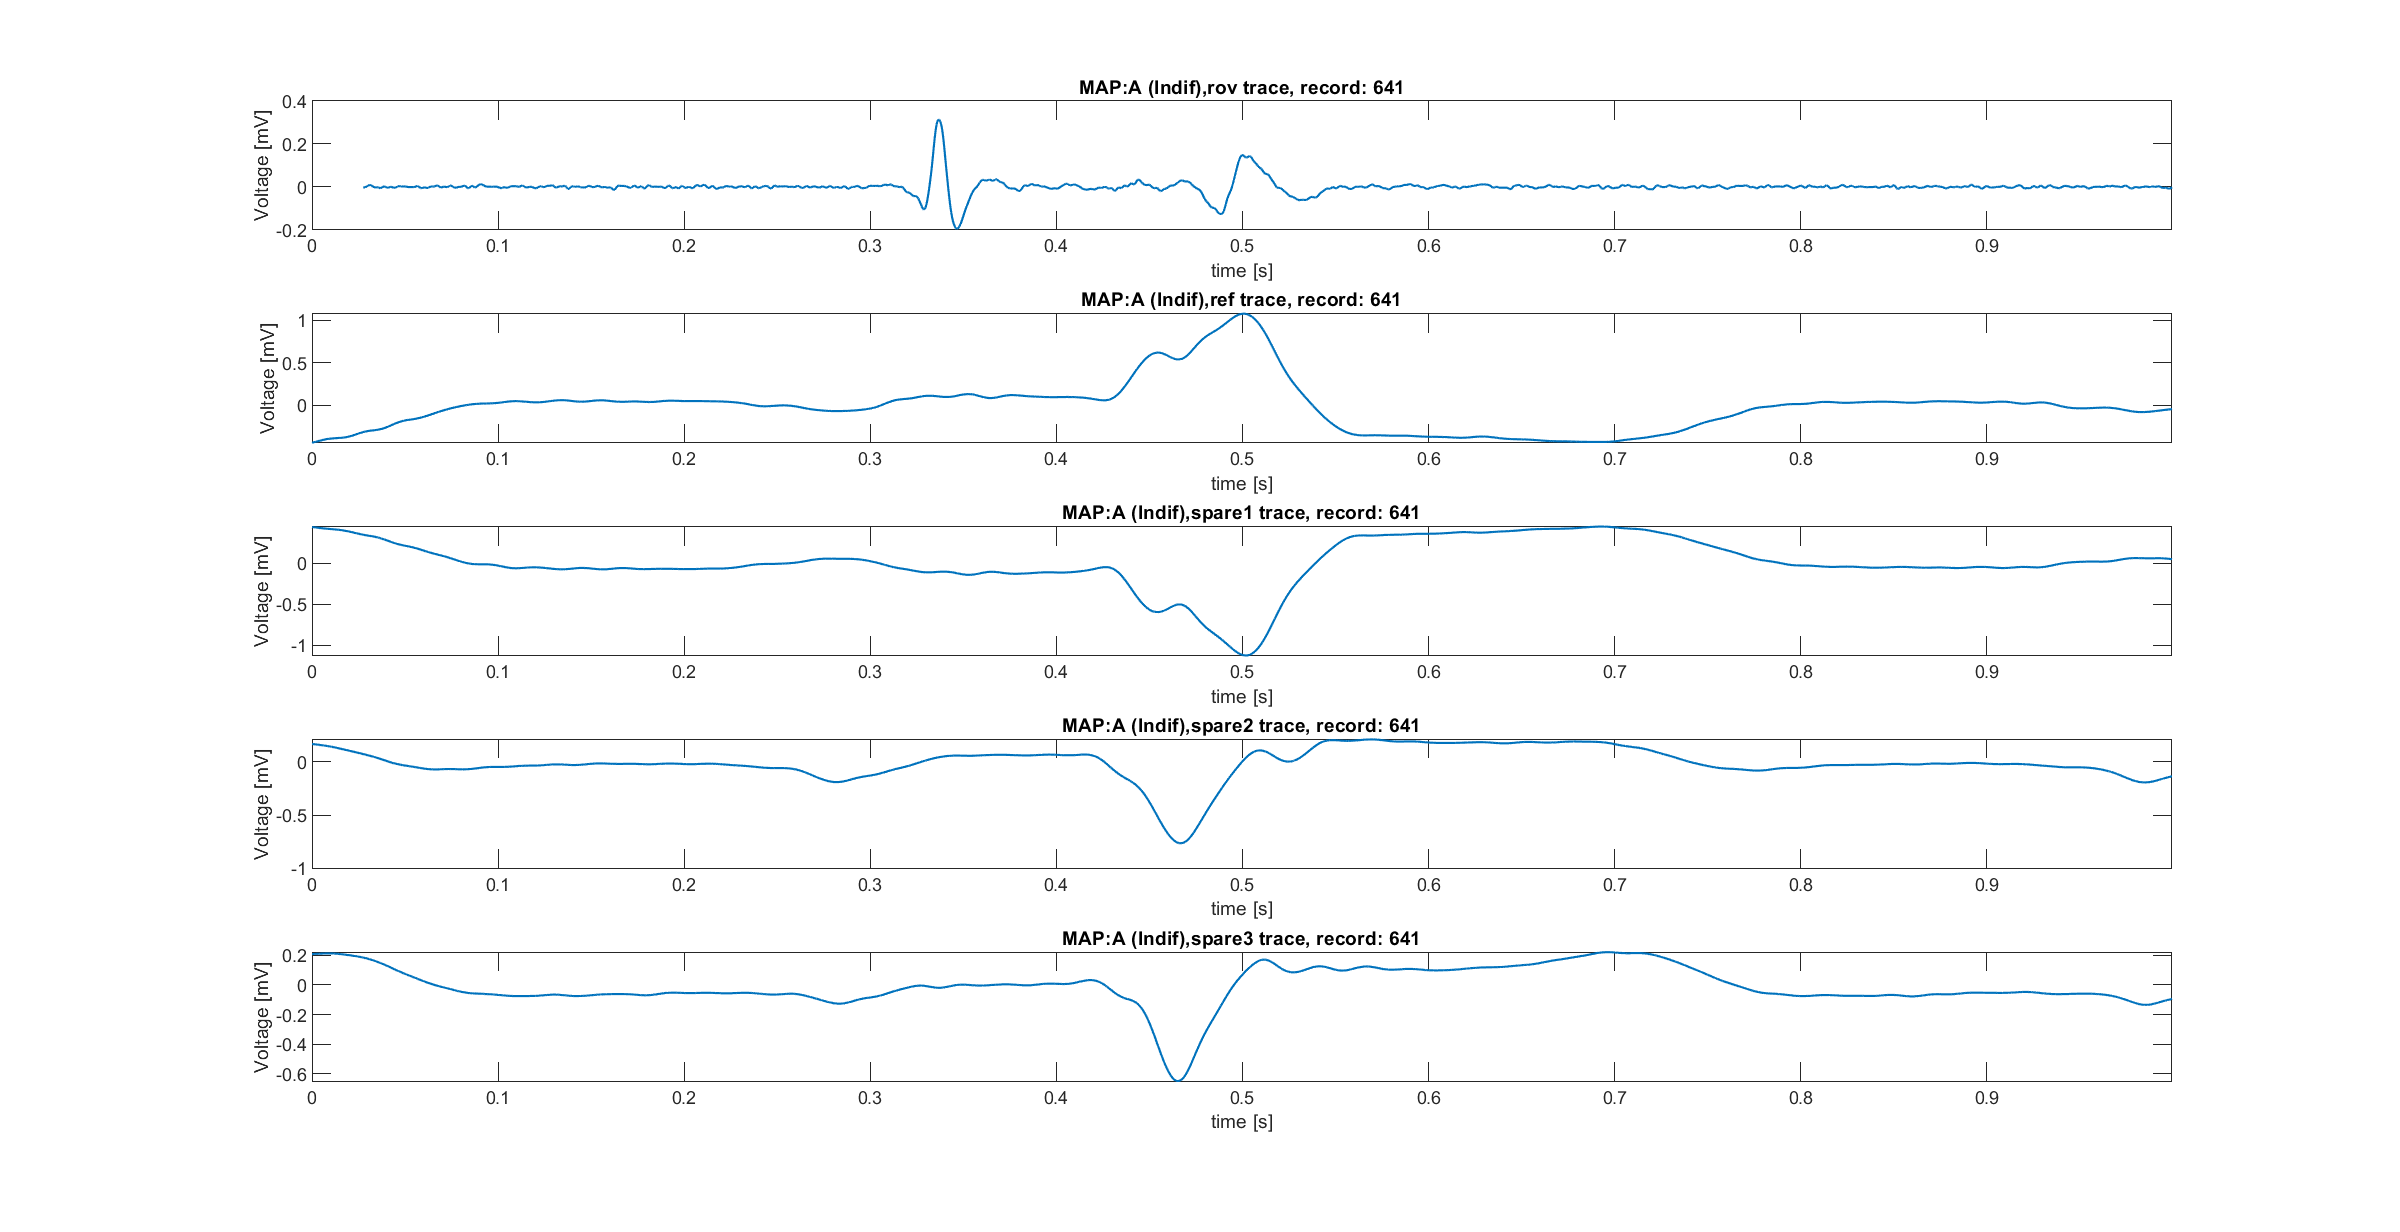 MAP:A (Indif),rov trace, record: 641
Voltage [mV]
0.4
0.2
0
-0.2
0 0.1 0.2 0.3 0.4 0.5 0.6 0.7 0.8 0.9
time [s]
MAP:A (Indif),ref trace, record: 641
Voltage [mV]
1
0.5
0
0 0.1 0.2 0.3 0.4 0.5 0.6 0.7 0.8 0.9
time [s]
MAP:A (Indif),spare1 trace, record: 641
Voltage [mV]
0
-0.5
-1
0 0.1 0.2 0.3 0.4 0.5 0.6 0.7 0.8 0.9
time [s]
MAP:A (Indif),spare2 trace, record: 641
Voltage [mV]
0
-0.5
-1
0 0.1 0.2 0.3 0.4 0.5 0.6 0.7 0.8 0.9
time [s]
MAP:A (Indif),spare3 trace, record: 641
Voltage [mV]
0.2
0
-0.2
-0.4
-0.6
0 0.1 0.2 0.3 0.4 0.5 0.6 0.7 0.8 0.9
time [s]